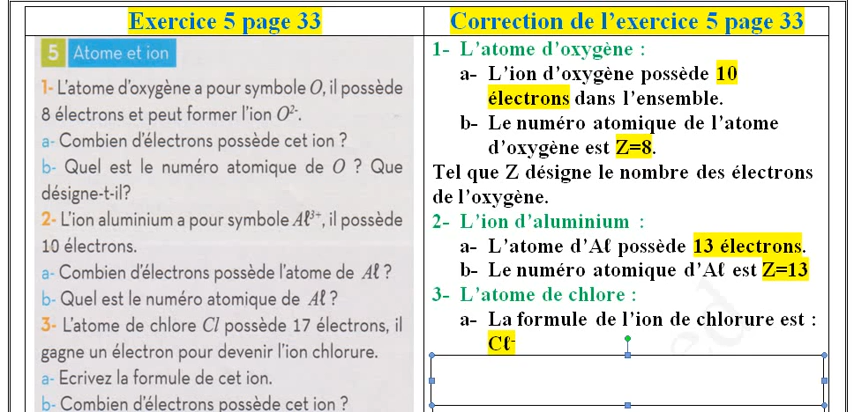 Exercice 5 page 33
5 Atome et ion
1- L'atome d'oxygène a pour symbole O, il possède
8 électrons et peut former l'ion O²⁻.
a- Combien d'électrons possède cet ion ?
b- Quel est le numéro atomique de O ? Que
désigne-t-il?
2- L'ion aluminium a pour symbole Aℓ³⁺, il possède
10 électrons.
a- Combien d'électrons possède l'atome de Aℓ ?
b- Quel est le numéro atomique de Aℓ ?
3- L'atome de chlore Cl possède 17 électrons, il
gagne un électron pour devenir l'ion chlorure.
a- Ecrivez la formule de cet ion.
b- Combien d'électrons possède cet ion ?
Correction de l'exercice 5 page 33
1- L'atome d'oxygène :
a- L'ion d'oxygène possède 10
électrons dans l'ensemble.
b- Le numéro atomique de l'atome
d'oxygène est Z=8.
Tel que Z désigne le nombre des électrons
de l'oxygène.
2- L'ion d'aluminium :
a- L'atome d'Aℓ possède 13 électrons.
b- Le numéro atomique d'Aℓ est Z=13
3- L'atome de chlore :
a- La formule de l'ion de chlorure est :
Cℓ⁻